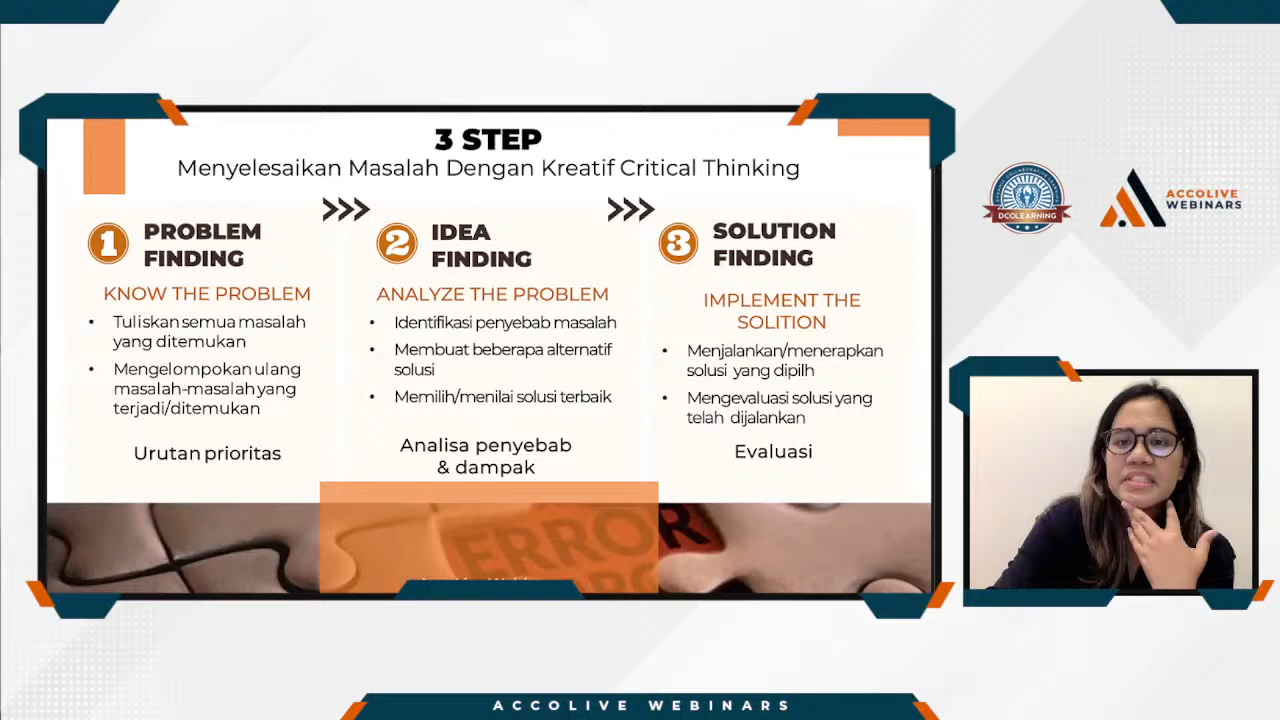 3 STEP
Menyelesaikan Masalah Dengan Kreatif Critical Thinking
1
PROBLEM
FINDING
KNOW THE PROBLEM
• Tuliskan semua masalah
yang ditemukan
• Mengelompokan ulang
masalah-masalah yang
terjadi/ditemukan
Urutan prioritas
2
IDEA
FINDING
ANALYZE THE PROBLEM
• Identifikasi penyebab masalah
• Membuat beberapa alternatif
solusi
• Memilih/menilai solusi terbaik
Analisa penyebab
& dampak
3
SOLUTION
FINDING
IMPLEMENT THE
SOLITION
• Menjalankan/menerapkan
solusi yang dipilh
• Mengevaluasi solusi yang
telah dijalankan
Evaluasi
ERROR
DCOLEARNING
ACCOLIVE
WEBINARS
ACCOLIVE WEBINARS